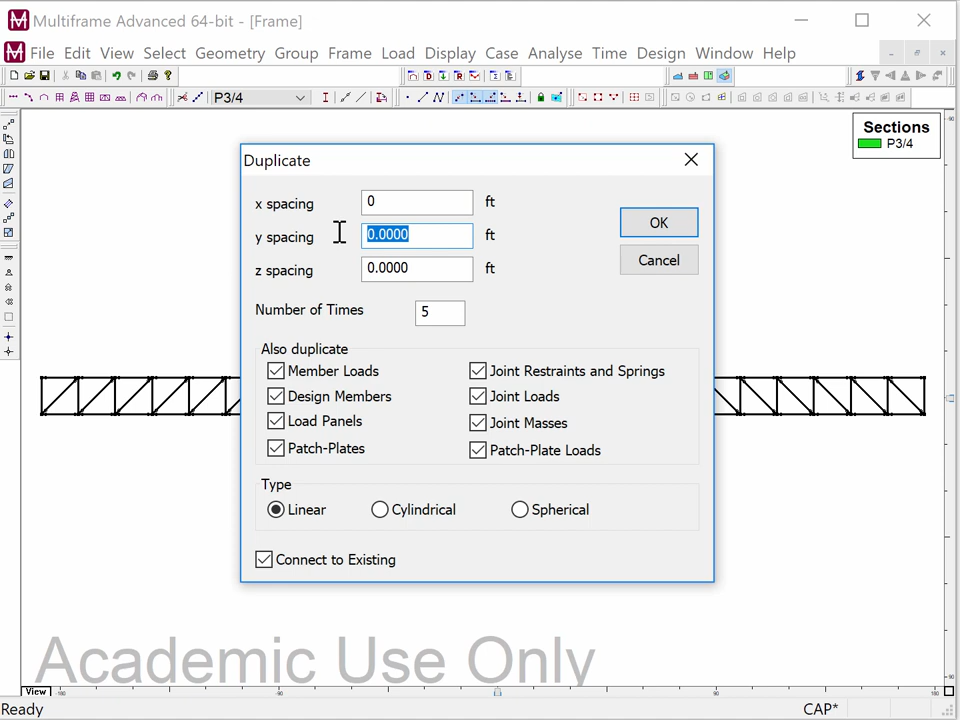 Multiframe Advanced 64-bit - [Frame]
File Edit View Select Geometry Group Frame Load Display Case Analyse Time Design Window Help
P3/4
Sections
P3/4
Duplicate
x spacing 0 ft
y spacing 0.0000 ft
z spacing 0.0000 ft
OK
Cancel
Number of Times 5
Also duplicate
Member Loads Joint Restraints and Springs
Design Members Joint Loads
Load Panels Joint Masses
Patch-Plates Patch-Plate Loads
Type
Linear Cylindrical Spherical
Connect to Existing
Academic Use Only
View
Ready CAP*